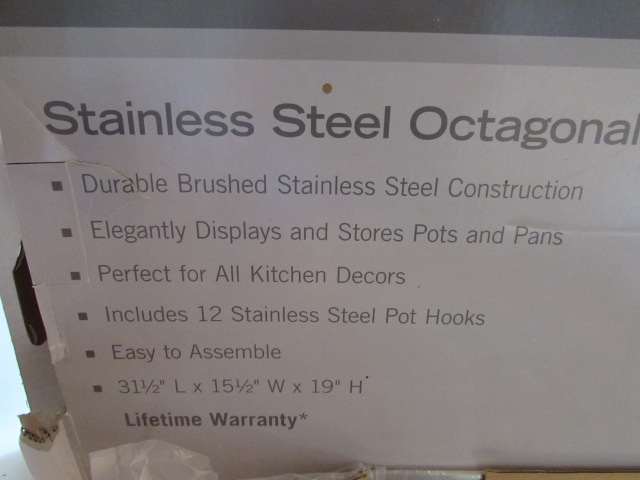 Stainless Steel Octagonal
▪ Durable Brushed Stainless Steel Construction
▪ Elegantly Displays and Stores Pots and Pans
▪ Perfect for All Kitchen Decors
▪ Includes 12 Stainless Steel Pot Hooks
▪ Easy to Assemble
▪ 31½" L x 15½" W x 19" H
Lifetime Warranty*